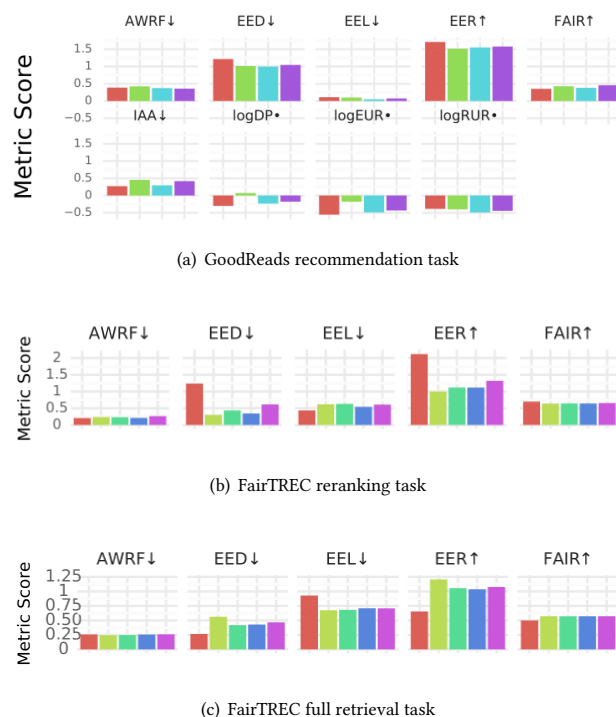 AWRF↓ EED↓ EEL↓ EER↑ FAIR↑
1.5
1
0.5
0
−0.5
IAA↓ logDP• logEUR• logRUR•
1.5
1
0.5
0
−0.5
Metric Score
(a) GoodReads recommendation task
AWRF↓ EED↓ EEL↓ EER↑ FAIR↑
2
1.5
1
0.5
0
Metric Score
(b) FairTREC reranking task
AWRF↓ EED↓ EEL↓ EER↑ FAIR↑
1.25
1
0.75
0.50
0.25
0
Metric Score
(c) FairTREC full retrieval task